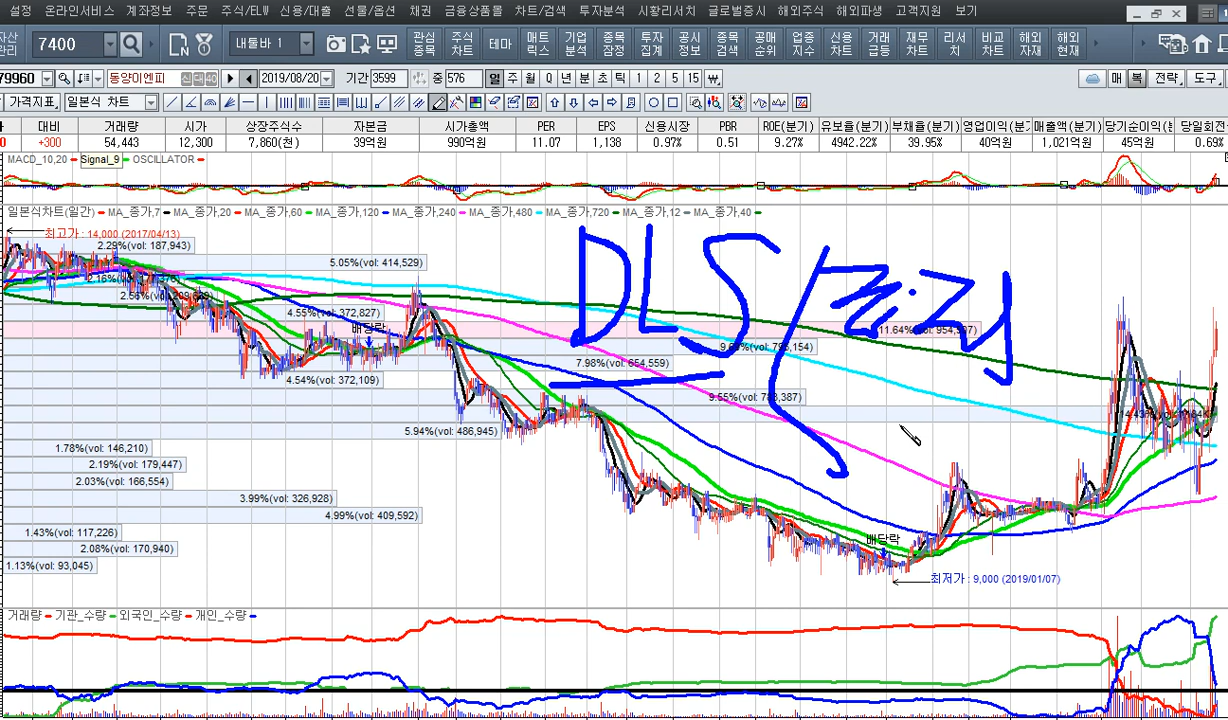 설정 온라인서비스 계좌정보 주문 주식/ELW 신용/대출 선물/옵션 채권 금융상품몰 차트/검색 투자분석 시황리서치 글로벌증시 해외주식 해외파생 고객지원 보기
자산관리 7400 내툴바 1 관심종목 주식차트 테마 매트릭스 기업분석 종목잠정 투자집계 공시정보 종목검색 공매순위 업종지수 신용차트 거래급등 재무차트 리서치 비교차트 해외자재 해외현재
79960 동양이엔피 신대40 2019/08/20 기간 3599 중 576 일 주 월 Q 년 분 초 틱 1 2 5 15 매 복 전략 도구
가격지표 일본식 차트
대비 거래량 시가 상장주식수 자본금 시가총액 PER EPS 신용시장 PBR ROE(분기) 유보율(분기) 부채율(분기) 영업이익(분기 매출액(분기) 당기순이익(분 당일회전
+300 54,443 12,300 7,860(천) 39억원 990억원 11.07 1,138 0.97% 0.51 9.27% 4942.22% 39.95% 40억원 1,021억원 45억원 0.69%
MACD_10,20 Signal_9 OSCILLATOR
일본식차트(일간) MA_종가,7 MA_종가,20 MA_종가,60 MA_종가,120 MA_종가,240 MA_종가,480 MA_종가,720 MA_종가,12 MA_종가,40
최고가 : 14,000 (2017/04/13)
2.29%(vol: 187,943)
5.05%(vol: 414,529)
DLS/
4.55%(vol: 372,827)
배당락
11.64%
7.98%(vol: 654,559)
4.54%(vol: 372,109)
5.94%(vol: 486,945)
1.78%(vol: 146,210)
2.19%(vol: 179,447)
2.03%(vol: 166,554)
3.99%(vol: 326,928)
4.99%(vol: 409,592)
1.43%(vol: 117,226)
배당락
2.08%(vol: 170,940)
1.13%(vol: 93,045)
최저가 : 9,000 (2019/01/07)
거래량 기관_수량 외국인_수량 개인_수량